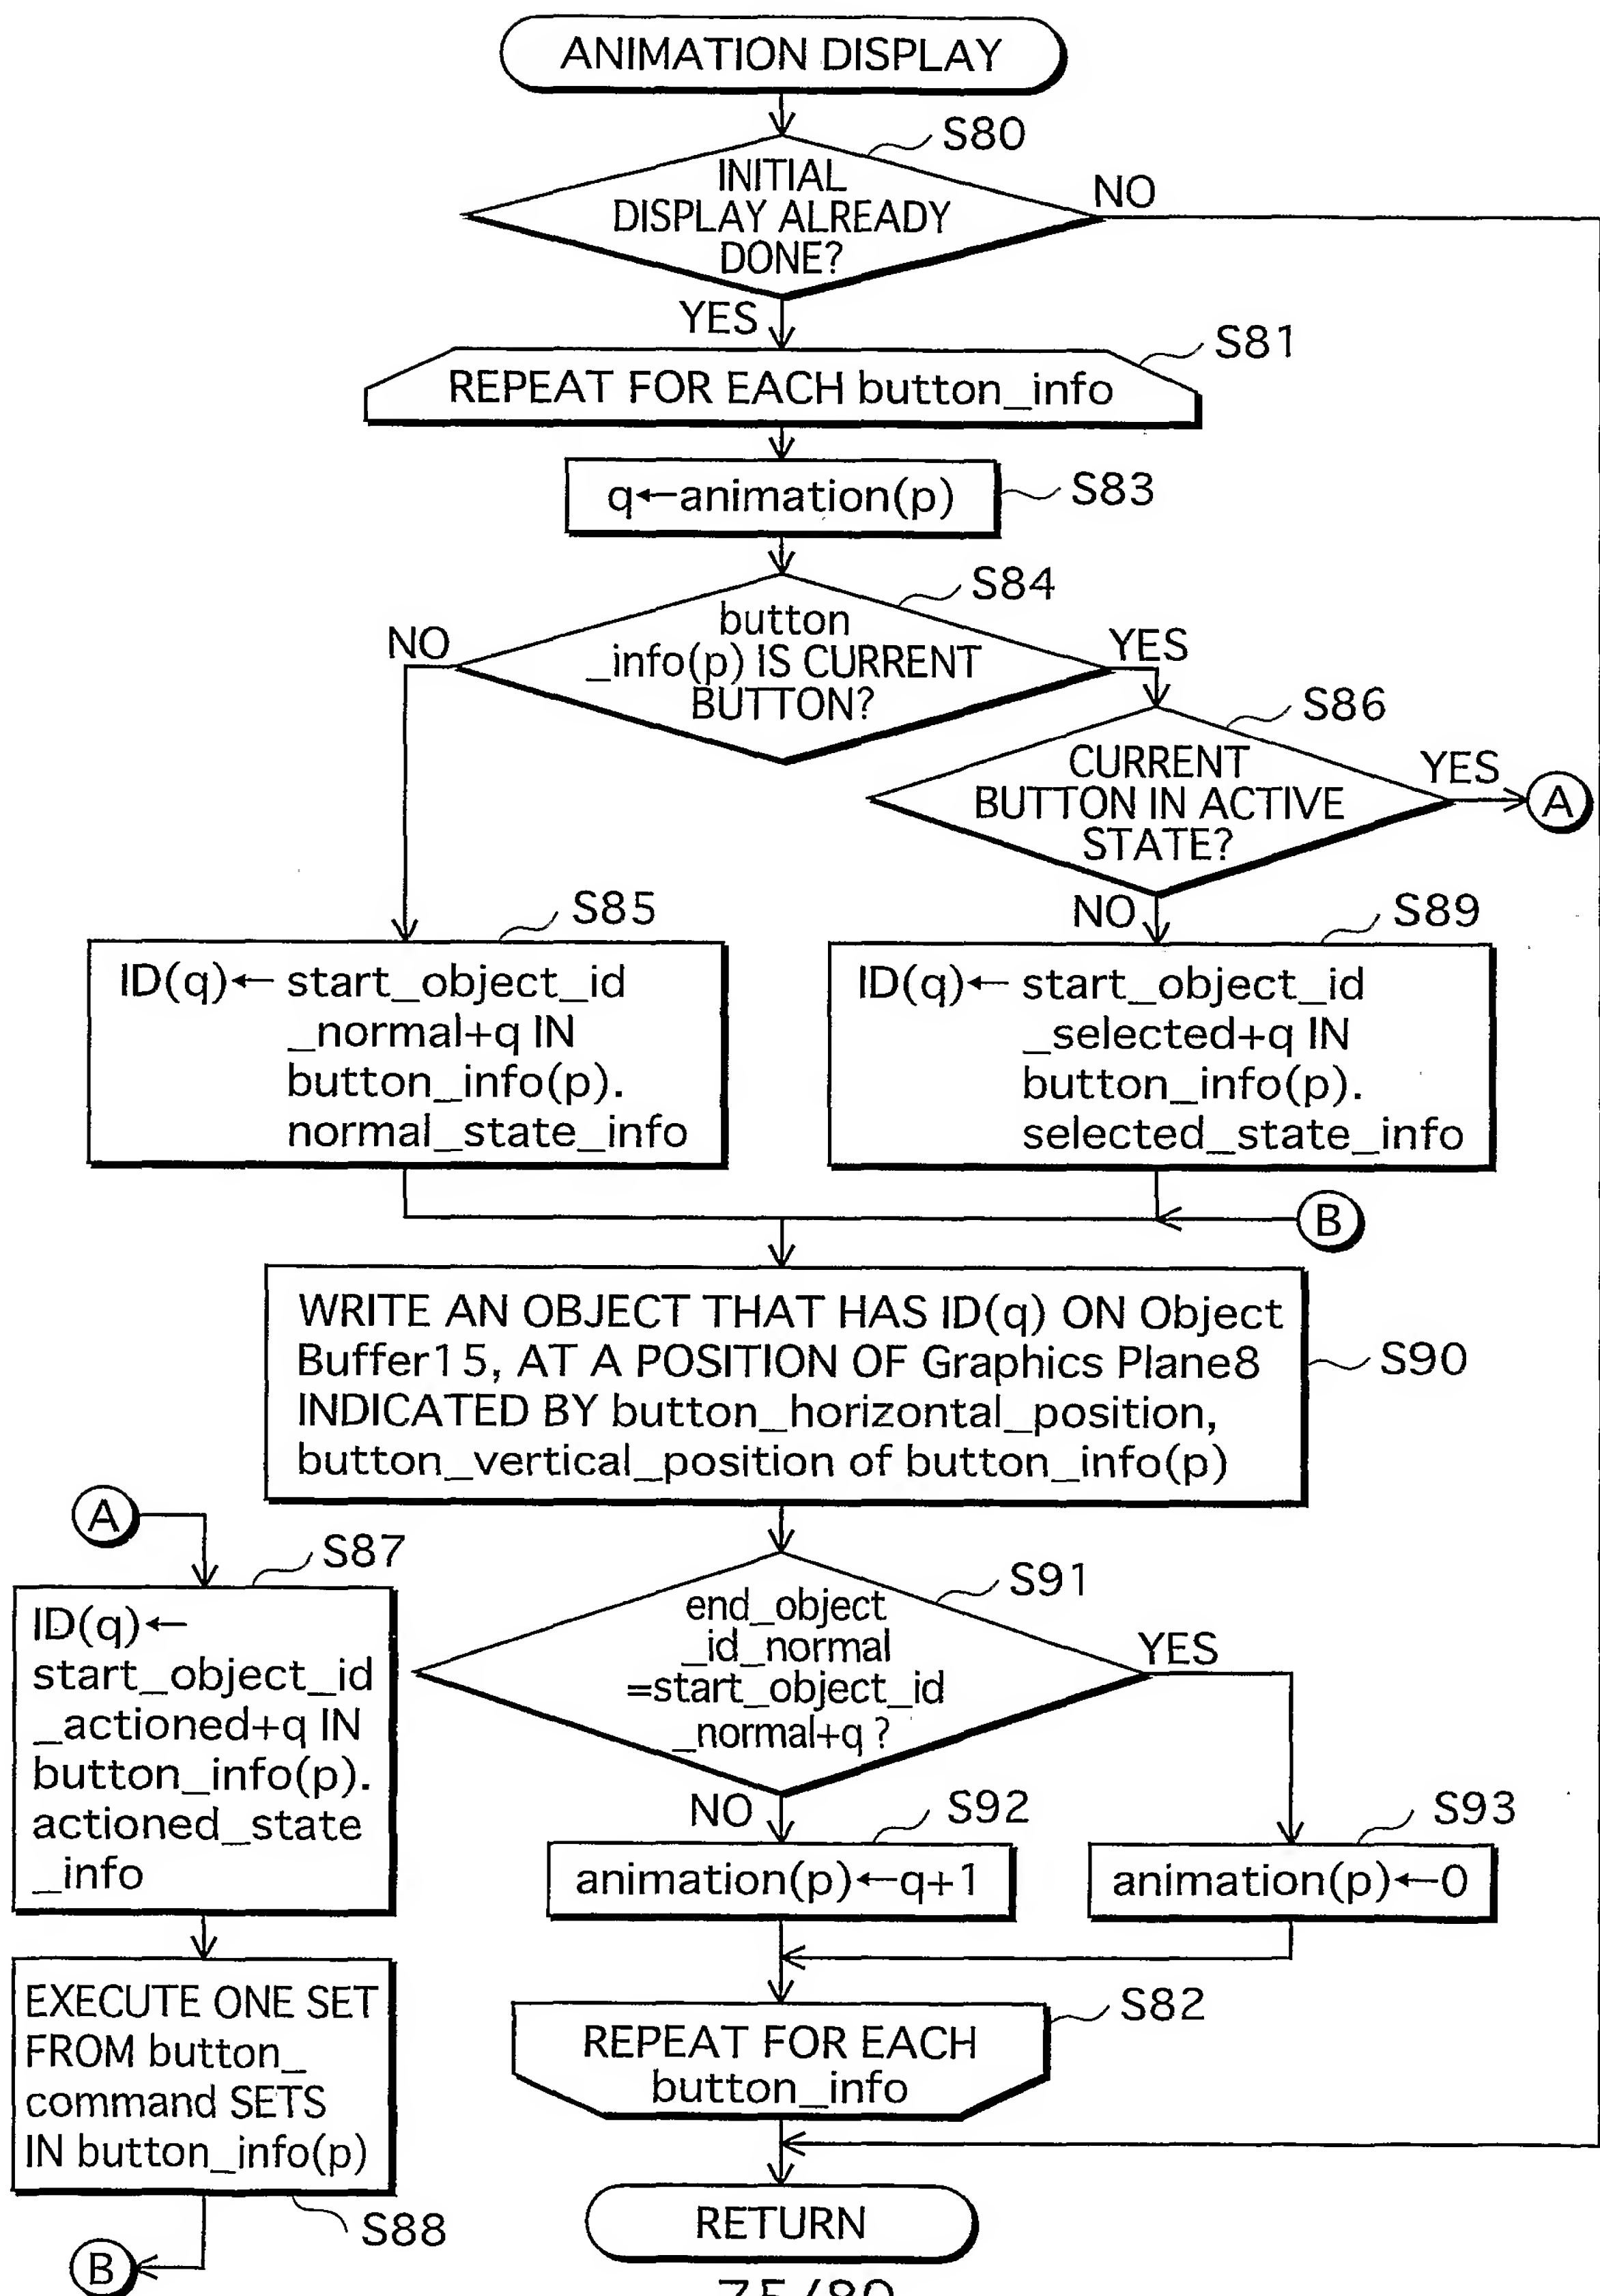 ANIMATION DISPLAY
S80
INITIAL
DISPLAY ALREADY
DONE?
NO
YES
S81
REPEAT FOR EACH button_info
q←animation(p)
S83
S84
button
_info(p) IS CURRENT
BUTTON?
NO
YES
S86
CURRENT
BUTTON IN ACTIVE
STATE?
YES
A
NO
S85
ID(q)← start_object_id
_normal+q IN
button_info(p).
normal_state_info
S89
ID(q)← start_object_id
_selected+q IN
button_info(p).
selected_state_info
B
WRITE AN OBJECT THAT HAS ID(q) ON Object
Buffer15, AT A POSITION OF Graphics Plane8
INDICATED BY button_horizontal_position,
button_vertical_position of button_info(p)
S90
A
S87
ID(q)←
start_object_id
_actioned+q IN
button_info(p).
actioned_state
_info
S91
end_object
_id_normal
=start_object_id
_normal+q ?
YES
NO
S92
animation(p)←q+1
S93
animation(p)←0
EXECUTE ONE SET
FROM button_
command SETS
IN button_info(p)
S88
B
S82
REPEAT FOR EACH
button_info
RETURN
75/80